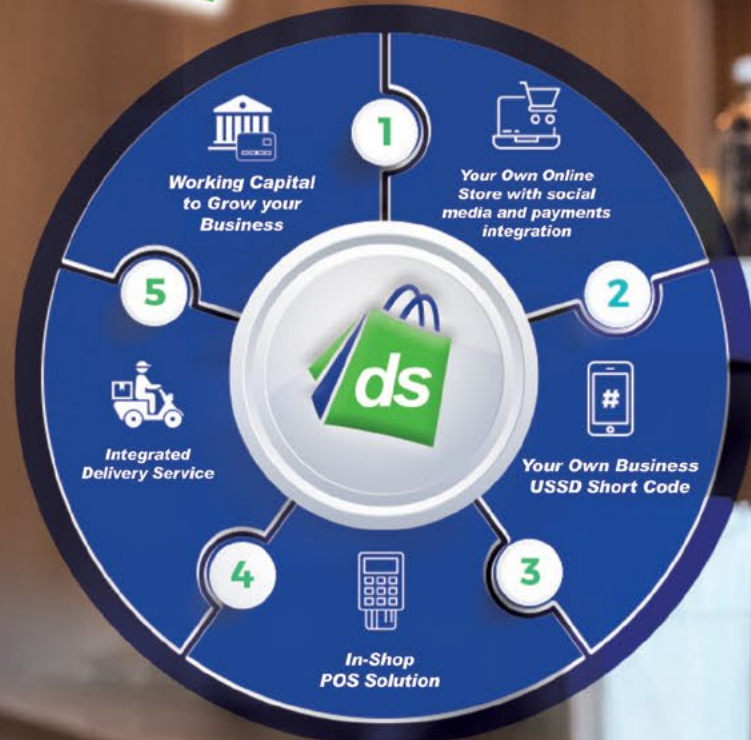 1
Your Own Online
Store with social
media and payments
integration
2
#
Your Own Business
USSD Short Code
3
In-Shop
POS Solution
4
Integrated
Delivery Service
5
Working Capital
to Grow your
Business
ds